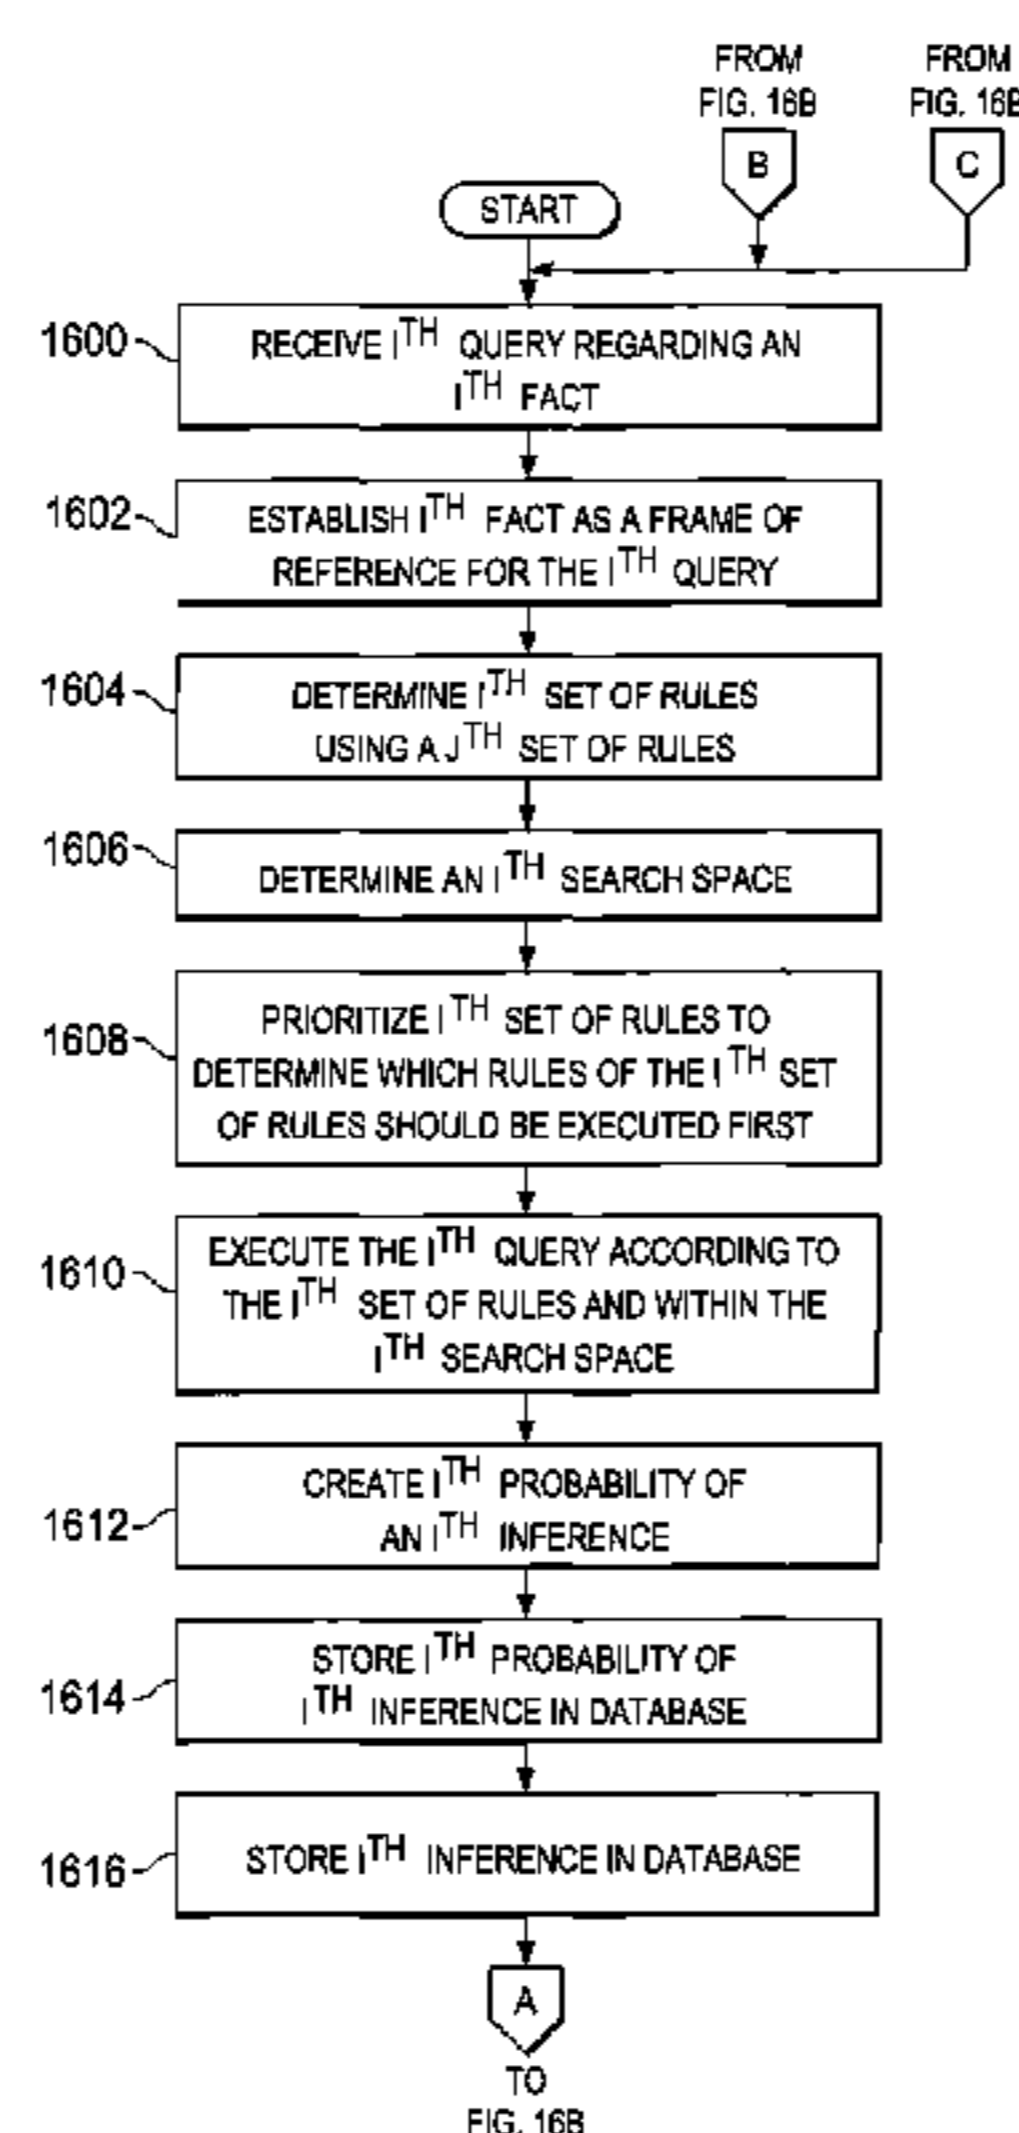 FROM
FIG. 16B
FROM
FIG. 16B
B
C
START
1600
RECEIVE ITH QUERY REGARDING AN
ITH FACT
1602
ESTABLISH ITH FACT AS A FRAME OF
REFERENCE FOR THE ITH QUERY
1604
DETERMINE ITH SET OF RULES
USING A JTH SET OF RULES
1606
DETERMINE AN ITH SEARCH SPACE
1608
PRIORITIZE ITH SET OF RULES TO
DETERMINE WHICH RULES OF THE ITH SET
OF RULES SHOULD BE EXECUTED FIRST
1610
EXECUTE THE ITH QUERY ACCORDING TO
THE ITH SET OF RULES AND WITHIN THE
ITH SEARCH SPACE
1612
CREATE ITH PROBABILITY OF
AN ITH INFERENCE
1614
STORE ITH PROBABILITY OF
ITH INFERENCE IN DATABASE
1616
STORE ITH INFERENCE IN DATABASE
A
TO
FIG. 16B